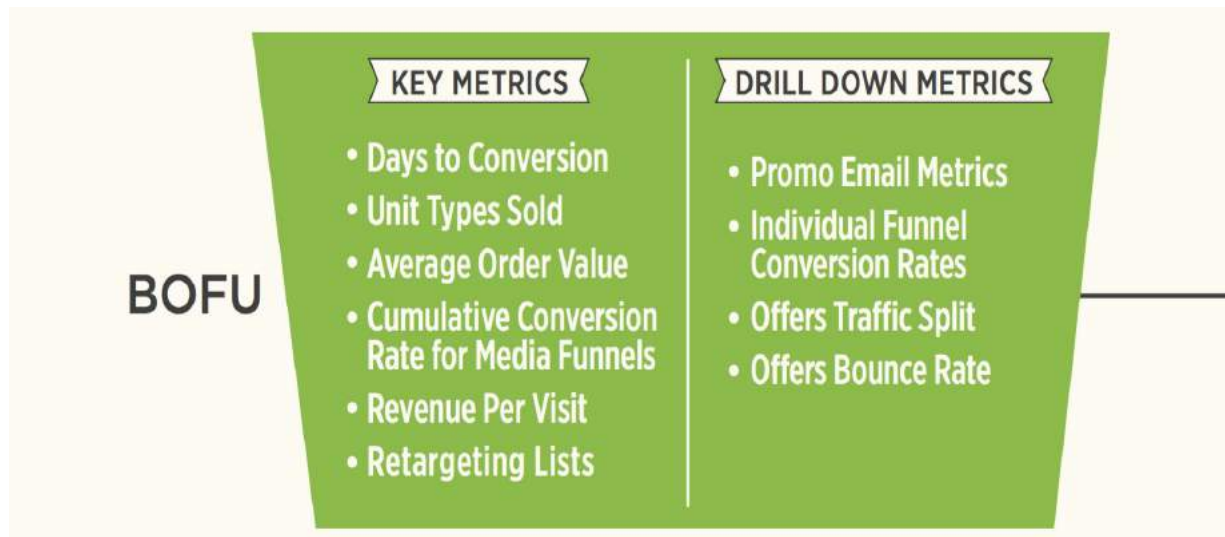 BOFU
KEY METRICS
• Days to Conversion
• Unit Types Sold
• Average Order Value
• Cumulative Conversion
Rate for Media Funnels
• Revenue Per Visit
• Retargeting Lists
DRILL DOWN METRICS
• Promo Email Metrics
• Individual Funnel
Conversion Rates
• Offers Traffic Split
• Offers Bounce Rate